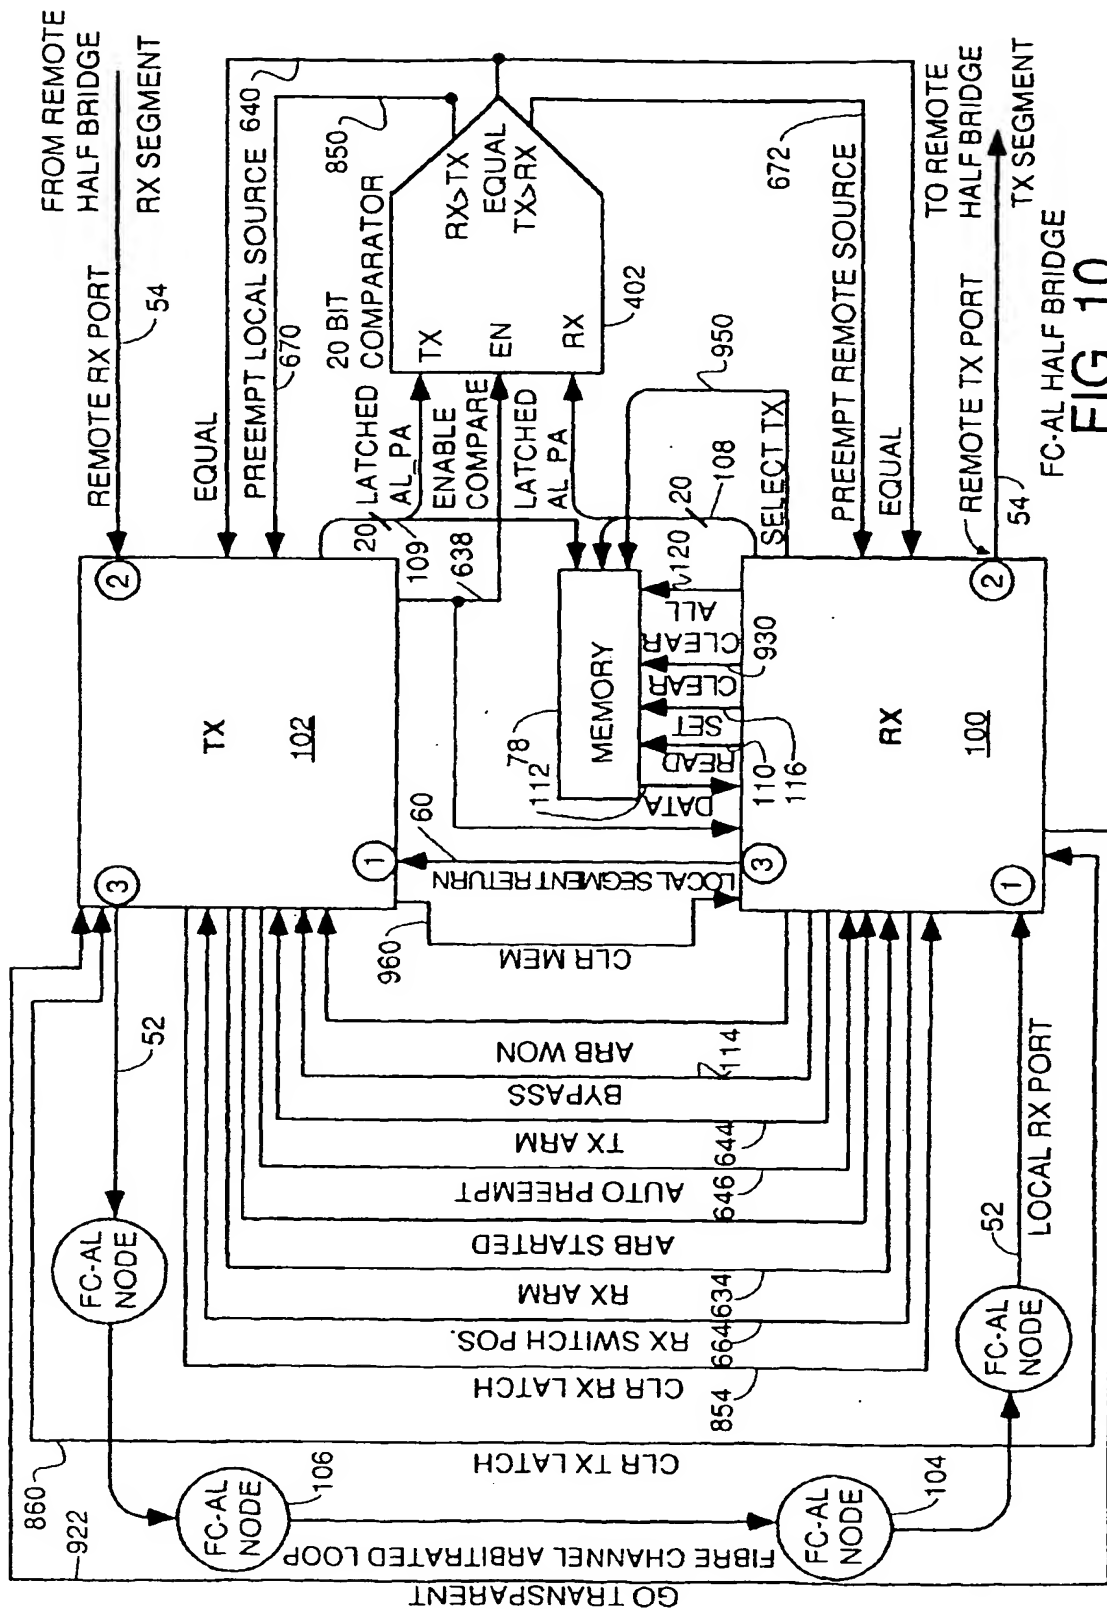 FROM REMOTE
HALF BRIDGE
RX SEGMENT
REMOTE RX PORT
54
640
850
EQUAL
PREEMPT LOCAL SOURCE
670
20 BIT
COMPARATOR
TX
EN
RX
RX>TX
EQUAL
TX>RX
402
LATCHED
AL_PA
ENABLE
COMPARE
LATCHED
AL_PA
20
109
638
950
20
108
SELECT TX
672
PREEMPT REMOTE SOURCE
EQUAL
TO REMOTE
HALF BRIDGE
TX SEGMENT
REMOTE TX PORT
54
FC-AL HALF BRIDGE
FIG. 10
2
TX
102
3
1
MEMORY
78
112
DATA
READ
SET
CLEAR
CLEAR
ALL
120
930
110
116
2
RX
100
3
1
60
LOCAL SEGMENT RETURN
960
CLR MEM
ARB WON
114
BYPASS
TX ARM
644
AUTO PREEMPT
646
ARB STARTED
634
RX ARM
664
RX SWITCH POS.
CLR RX LATCH
854
52
FC-AL
NODE
52
LOCAL RX PORT
FC-AL
NODE
CLR TX LATCH
860
922
FC-AL
NODE
106
FIBRE CHANNEL ARBITRATED LOOP
FC-AL
NODE
104
GO TRANSPARENT